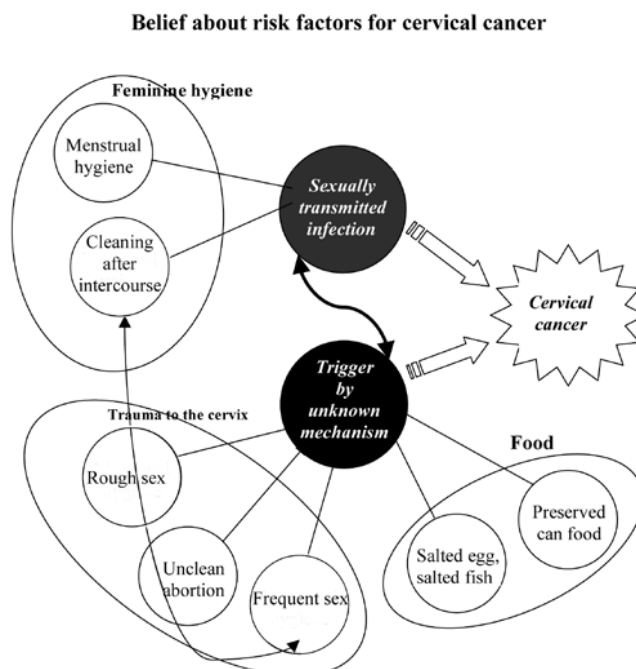 Belief about risk factors for cervical cancer
Feminine hygiene
Menstrual
hygiene
Cleaning
after
intercourse
Sexually
transmitted
infection
Cervical
cancer
Trigger
by
unknown
mechanism
Trauma to the cervix
Rough sex
Unclean
abortion
Frequent sex
Food
Preserved
can food
Salted egg,
salted fish